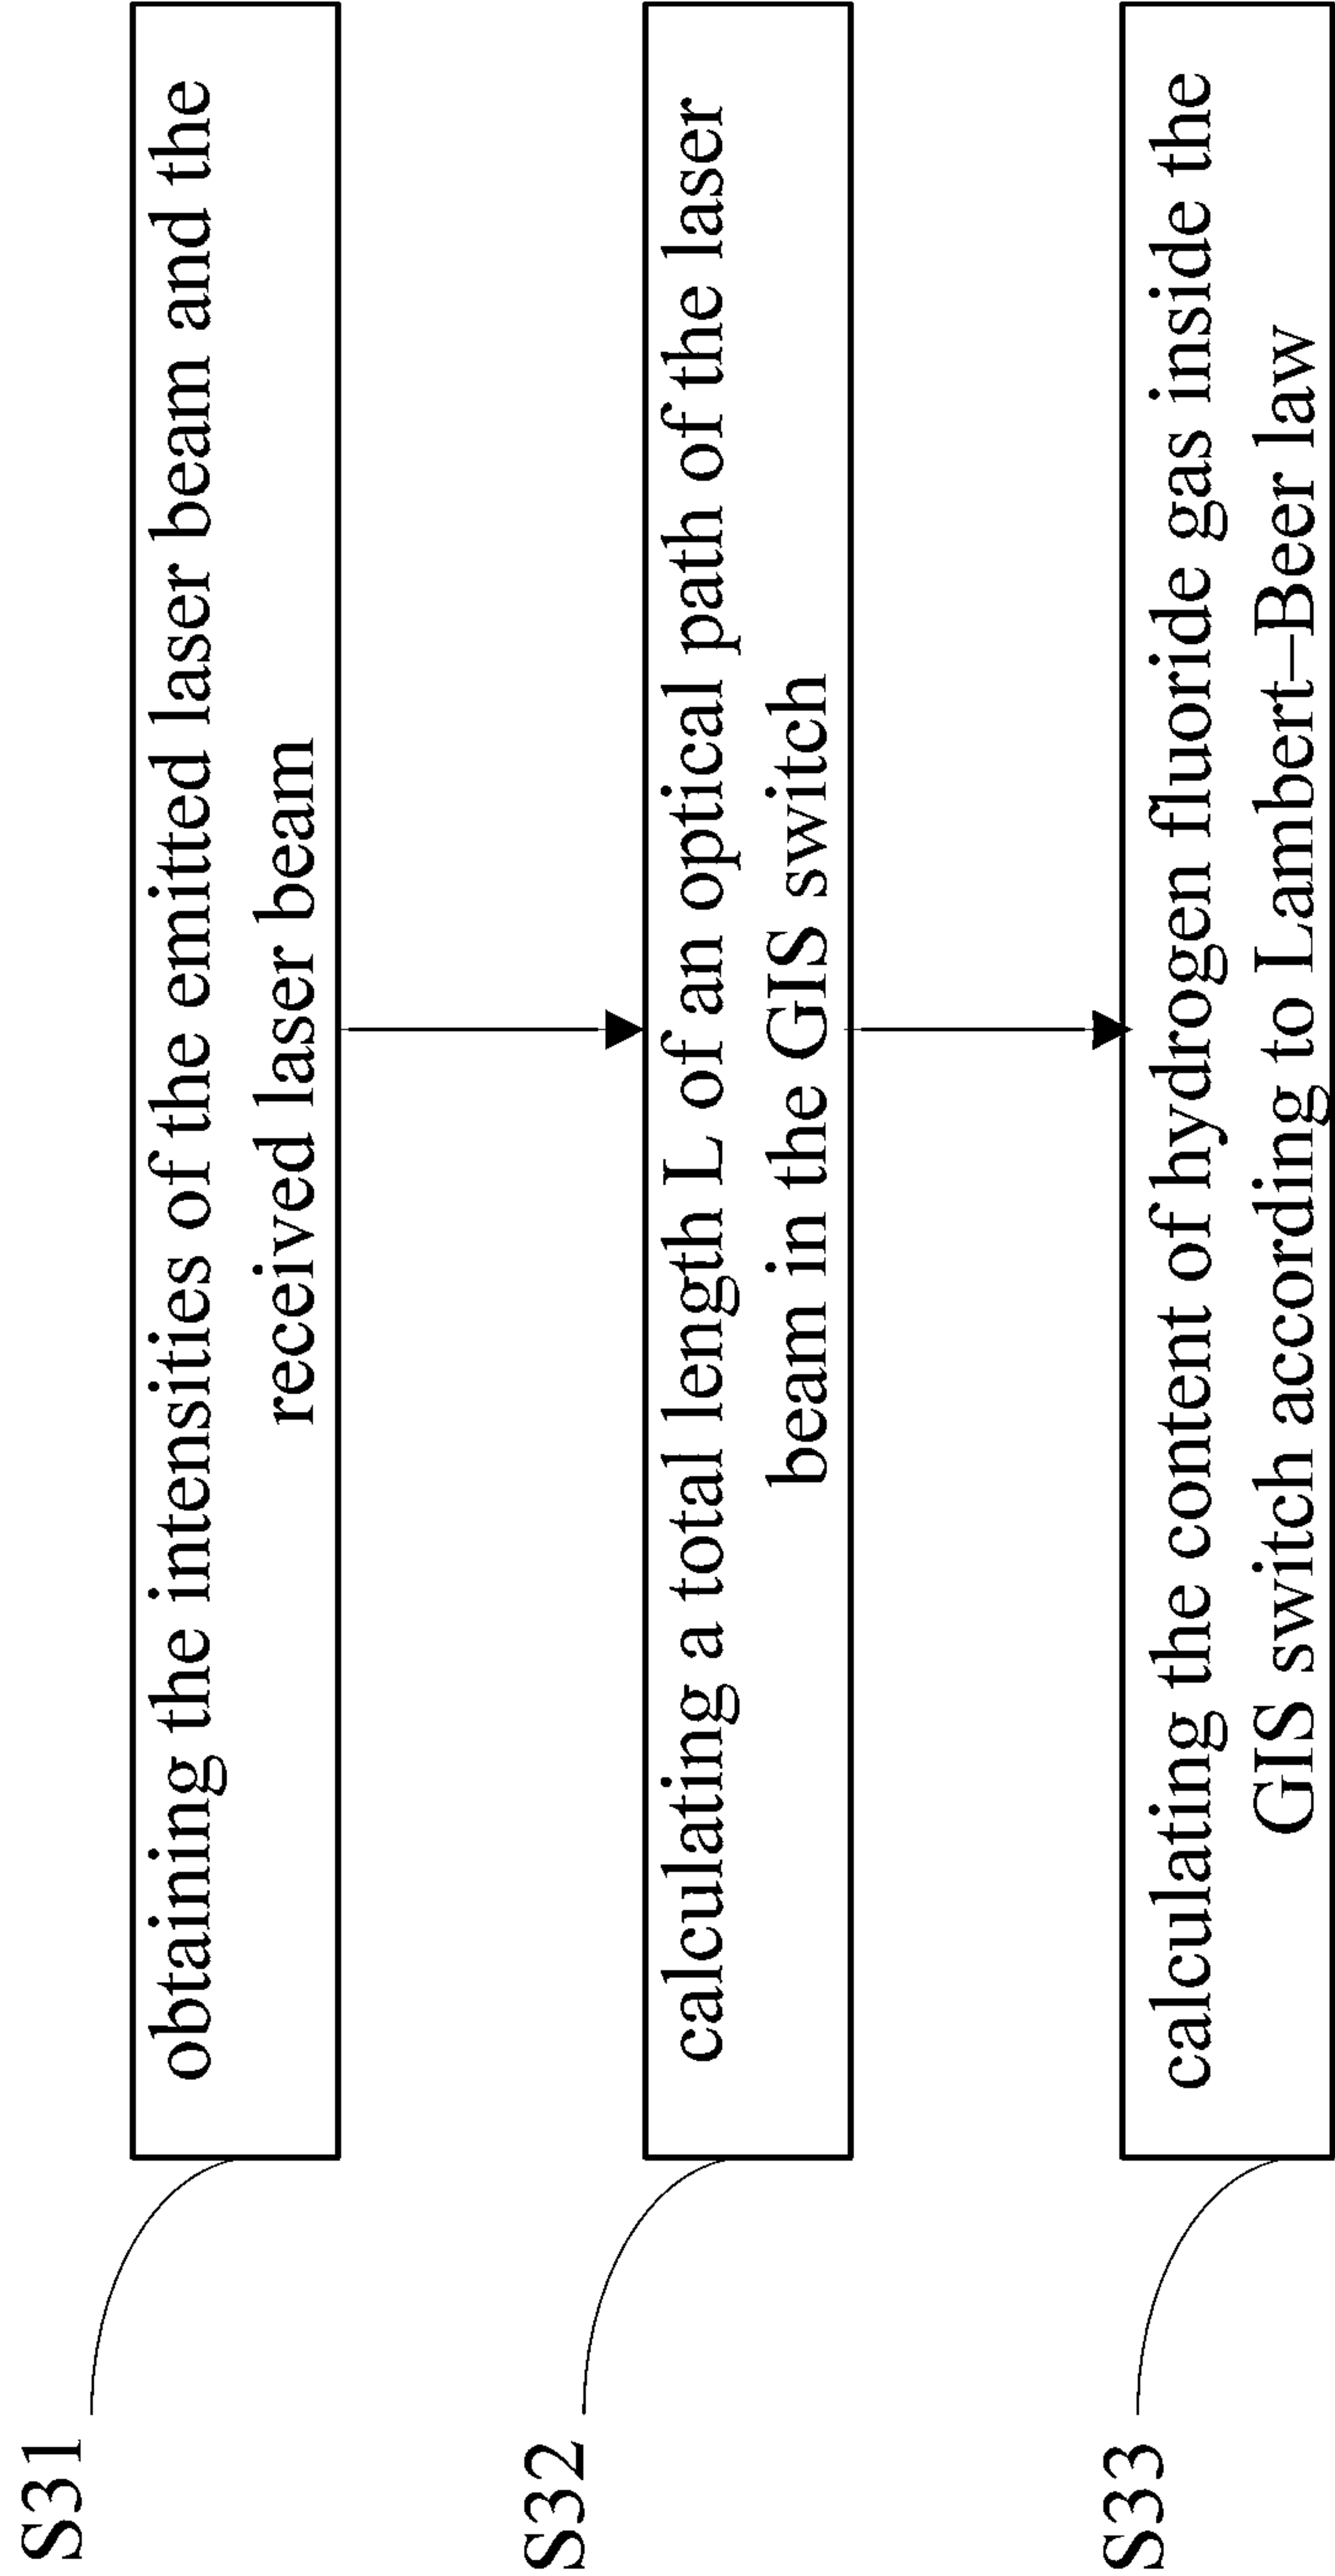 S31
obtaining the intensities of the emitted laser beam and the
received laser beam
S32
calculating a total length L of an optical path of the laser
beam in the GIS switch
S33
calculating the content of hydrogen fluoride gas inside the
GIS switch according to Lambert–Beer law